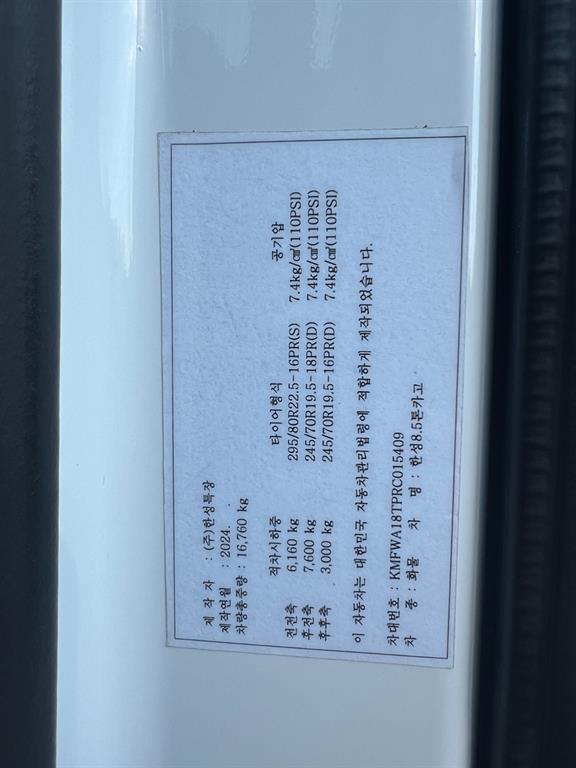 제 작 자 : (주)한성특장
제작연월 : 2024. .
차량총중량 : 16,760 kg
적차시하중 타이어형식 공기압
전전축 6,160 kg 295/80R22.5-16PR(S) 7.4kg/㎠(110PSI)
후전축 7,600 kg 245/70R19.5-18PR(D) 7.4kg/㎠(110PSI)
후후축 3,000 kg 245/70R19.5-16PR(D) 7.4kg/㎠(110PSI)
이 자동차는 대한민국 자동차관리법령에 적합하게 제작되었습니다.
차대번호 : KMFWA18TPRC015409
차 종 : 화물 차 명 : 한성8.5톤카고